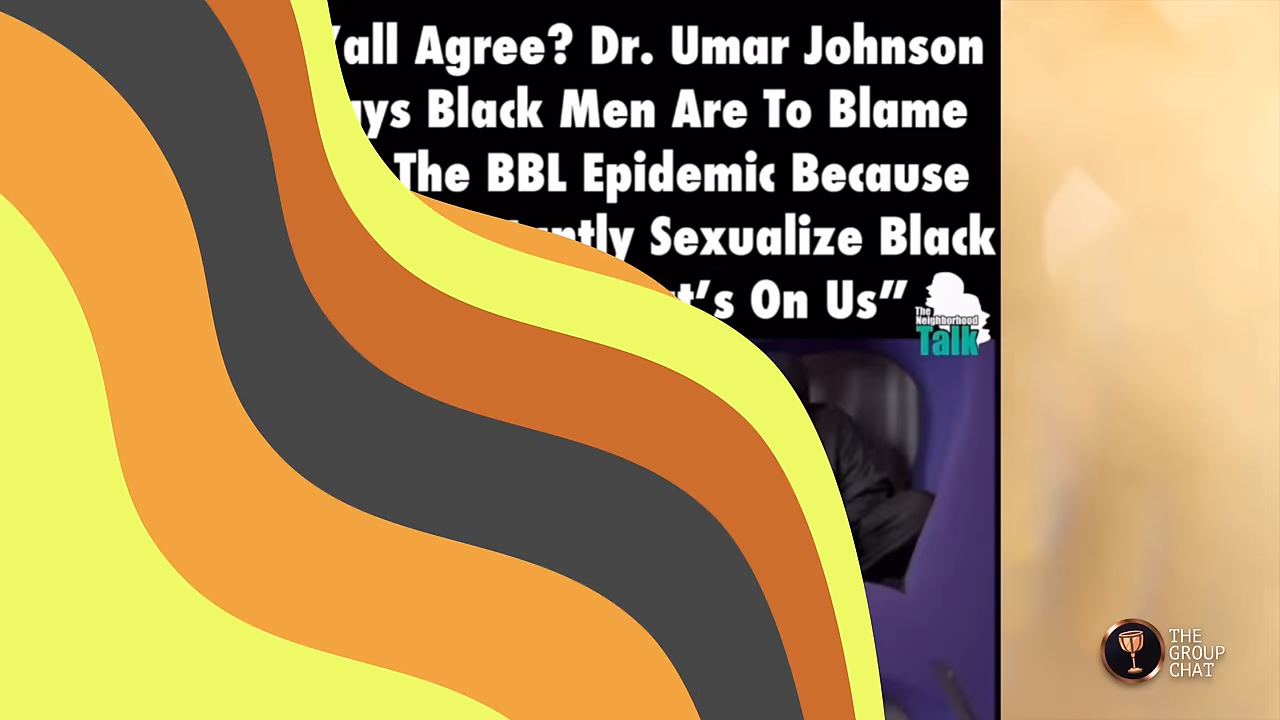 Y'all Agree? Dr. Umar Johnson
Black Men Are To Blame
The BBL Epidemic Because
Sexualize Black
On Us”
The
Neighborhood
Talk
THE
GROUP
CHAT